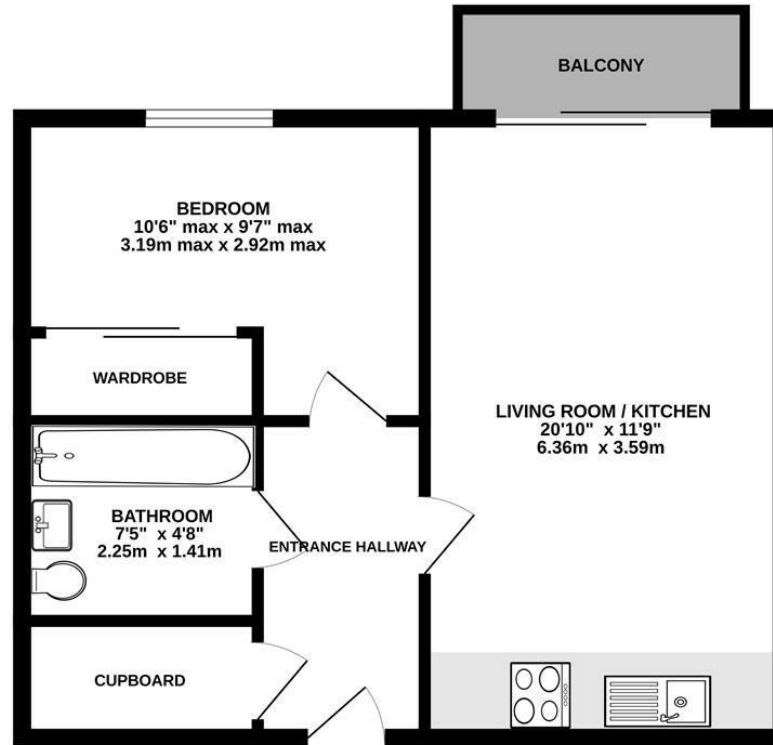 BALCONY
BEDROOM
10'6" max x 9'7" max
3.19m max x 2.92m max
WARDROBE
LIVING ROOM / KITCHEN
20'10" x 11'9"
6.36m x 3.59m
BATHROOM
7'5" x 4'8"
2.25m x 1.41m
ENTRANCE HALLWAY
CUPBOARD